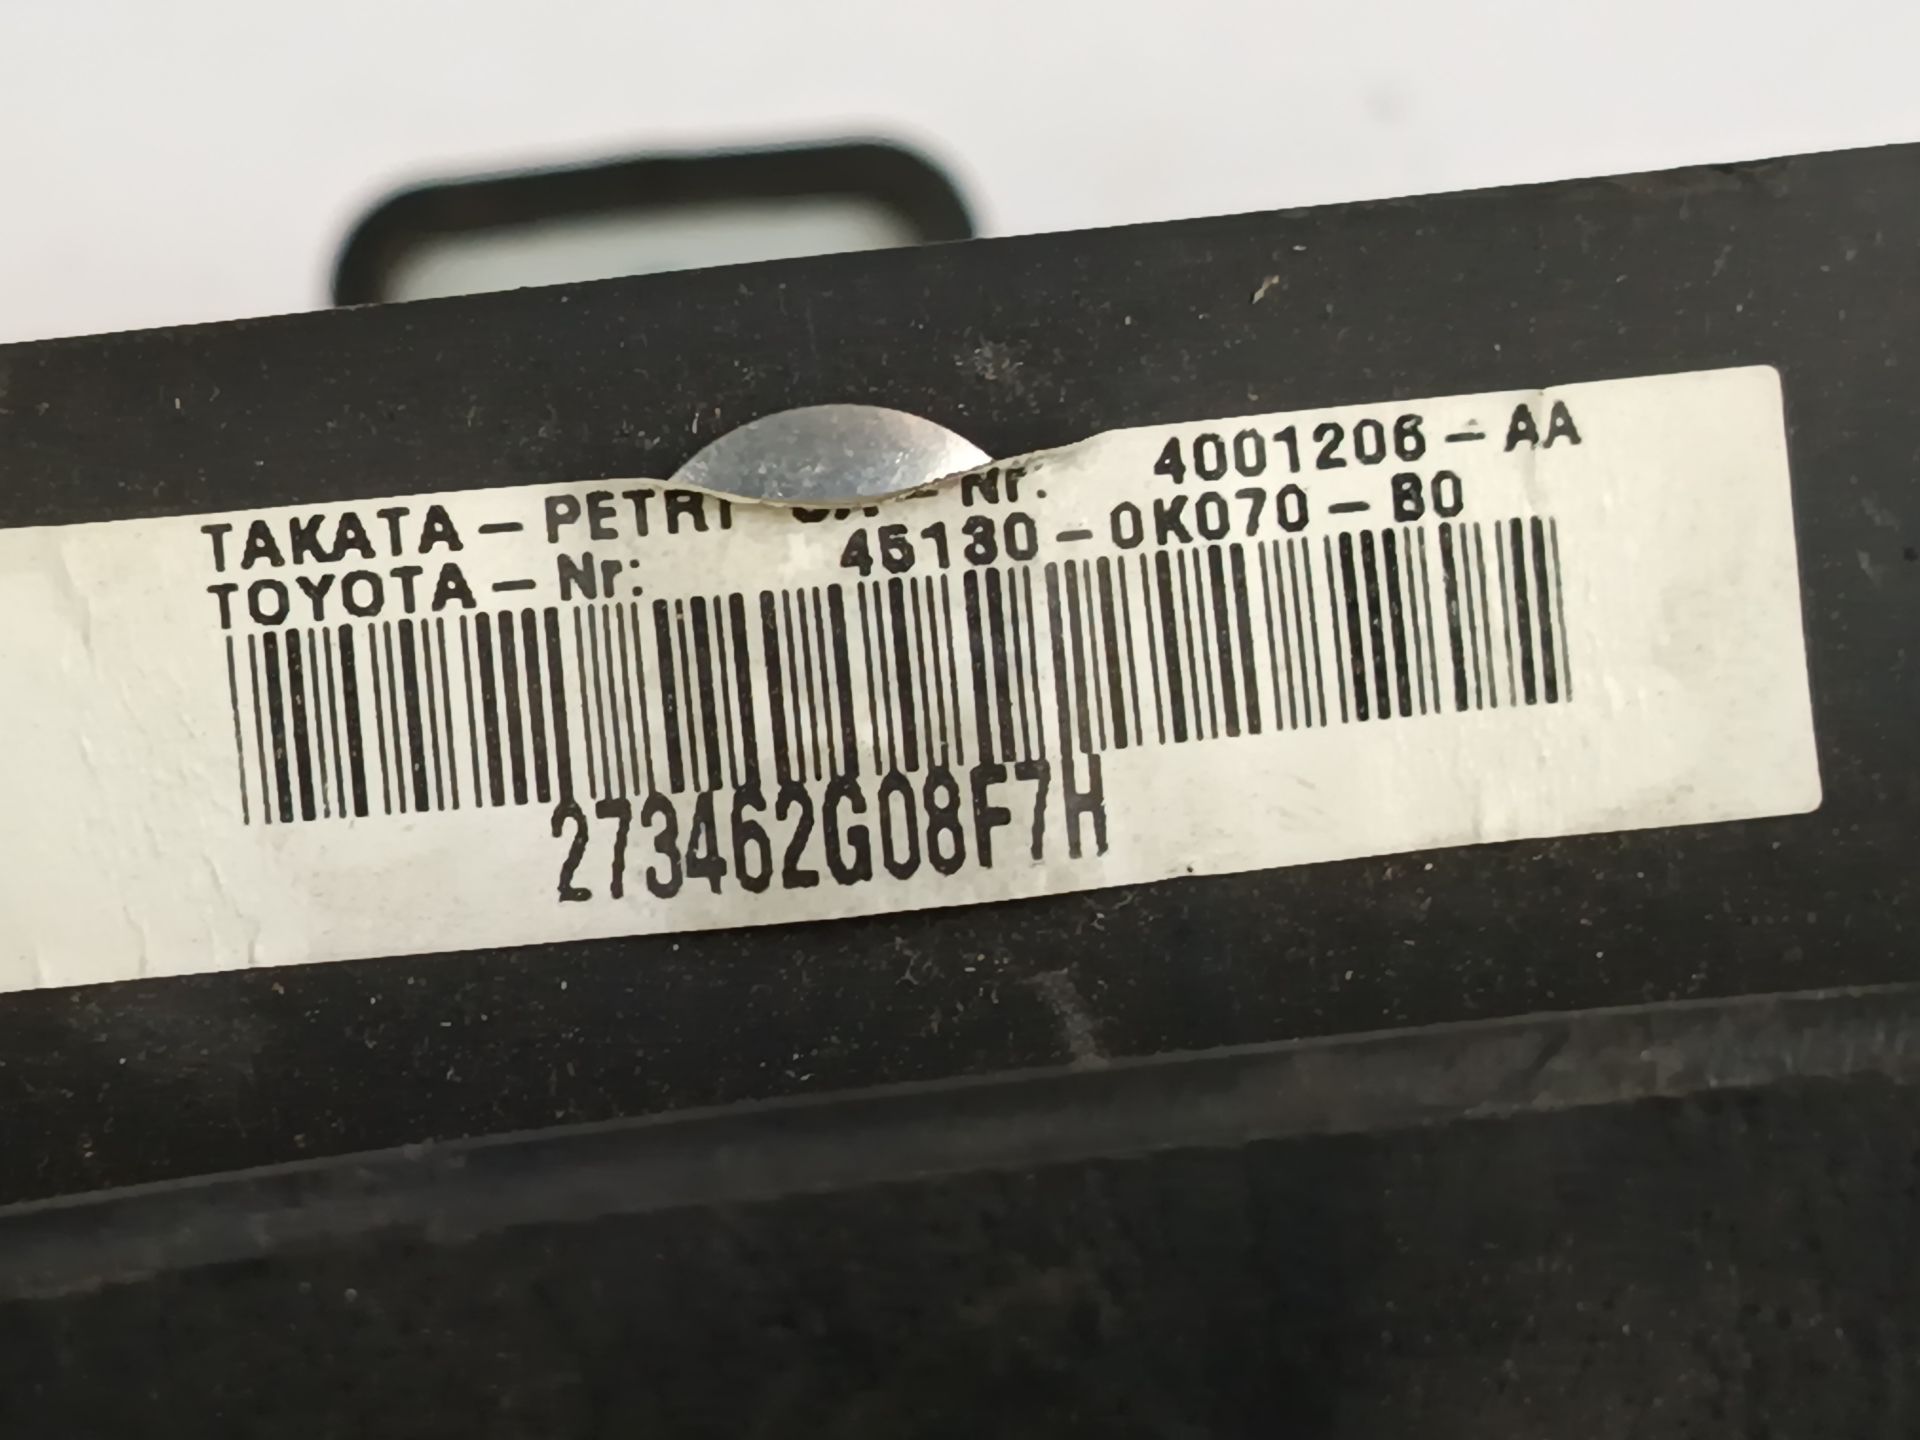 TAKATA-PETRI -Nr: 4001206-AA
TOYOTA-Nr: 45130-0K070-B0
273462G08F7H